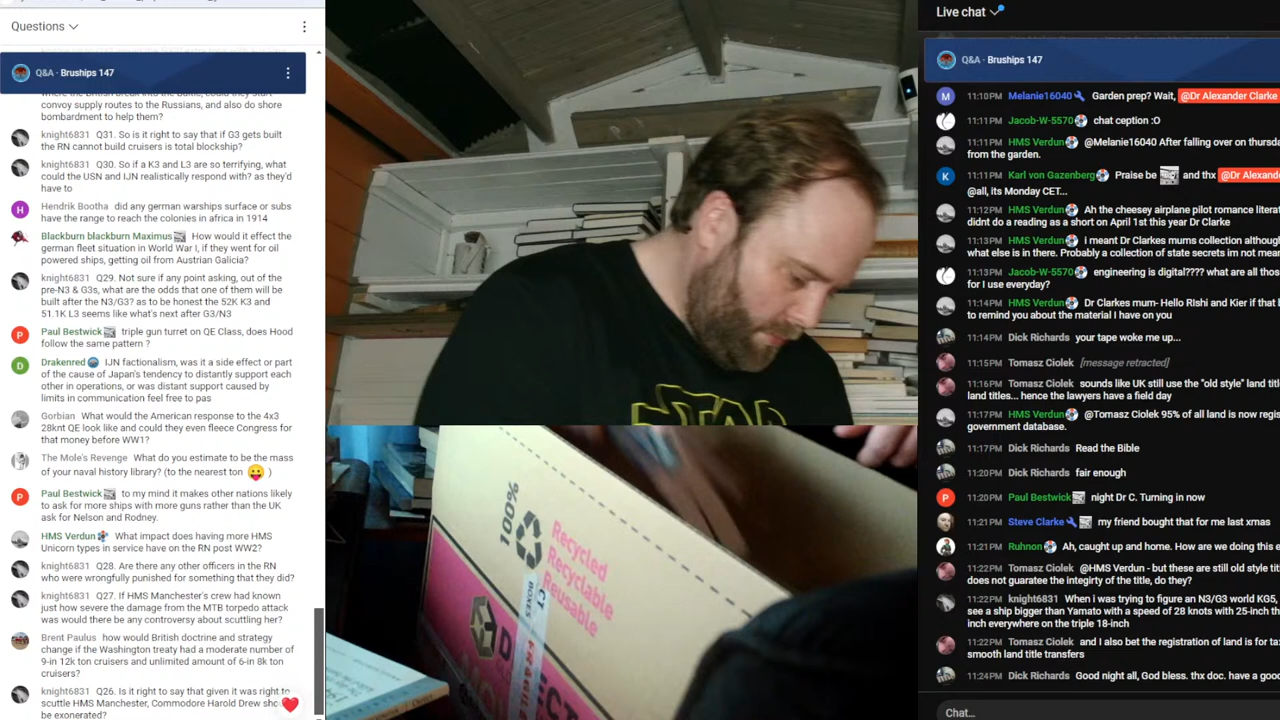 Questions
Q&A · Bruships 147
where the British break into the Baltic, could they start
convoy supply routes to the Russians, and also do shore
bombardment to help them?
knight6831 Q31. So is it right to say that if G3 gets built
the RN cannot build cruisers is total blockship?
knight6831 Q30. So if a K3 and L3 are so terrifying, what
could the USN and IJN realistically respond with? as they'd
have to
Hendrik Bootha did any german warships surface or subs
have the range to reach the colonies in africa in 1914
Blackburn blackburn Maximus How would it effect the
german fleet situation in World War I, if they went for oil
powered ships, getting oil from Austrian Galicia?
knight6831 Q29. Not sure if any point asking, out of the
pre-N3 & G3s, what are the odds that one of them will be
built after the N3/G3? as to be honest the 52K K3 and
51.1K L3 seems like what's next after G3/N3
Paul Bestwick triple gun turret on QE Class, does Hood
follow the same pattern ?
Drakenred IJN factionalism, was it a side effect or part
of the cause of Japan's tendency to distantly support each
other in operations, or was distant support caused by
limits in communication feel free to pas
Gorbian What would the American response to the 4x3
28knt QE look like and could they even fleece Congress for
that money before WW1?
The Mole's Revenge What do you estimate to be the mass
of your naval history library? (to the nearest ton 😛 )
Paul Bestwick to my mind it makes other nations likely
to ask for more ships with more guns rather than the UK
ask for Nelson and Rodney.
HMS Verdun What impact does having more HMS
Unicorn types in service have on the RN post WW2?
knight6831 Q28. Are there any other officers in the RN
who were wrongfully punished for something that they did?
knight6831 Q27. If HMS Manchester's crew had known
just how severe the damage from the MTB torpedo attack
was would there be any controversy about scuttling her?
Brent Paulus how would British doctrine and strategy
change if the Washington treaty had a moderate number of
9-in 12k ton cruisers and unlimited amount of 6-in 8k ton
cruisers?
knight6831 Q26. Is it right to say that given it was right to
scuttle HMS Manchester, Commodore Harold Drew
be exonerated?
100%
Recycled
Recyclable
Reusable
Live chat
Q&A · Bruships 147
11:10PM Melanie16040 Garden prep? Wait, @Dr Alexander Clarke
11:11PM Jacob-W-5570 chat ception :O
11:11PM HMS Verdun @Melanie16040 After falling over on thursda
from the garden.
11:11PM Karl von Gazenberg Praise be and thx @Dr Alexand
@all, its Monday CET...
11:12PM HMS Verdun Ah the cheesey airplane pilot romance literat
didnt do a reading as a short on April 1st this year Dr Clarke
11:13PM HMS Verdun i meant Dr Clarkes mums collection althoug
what else is in there. Probably a collection of state secrets im not mean
11:13PM Jacob-W-5570 engineering is digital???? what are all thos
for I use everyday?
11:14PM HMS Verdun Dr Clarkes mum- Hello RIshi and Kier if that
to remind you about the material I have on you
11:14PM Dick Richards your tape woke me up...
11:15PM Tomasz Ciolek [message retracted]
11:16PM Tomasz Ciolek sounds like UK still use the "old style" land
land titles... hence the lawyers have a field day
11:17PM HMS Verdun @Tomasz Ciolek 95% of all land is now regis
government database.
11:17PM Dick Richards Read the Bible
11:20PM Dick Richards fair enough
11:20PM Paul Bestwick night Dr C. Turning in now
11:21PM Steve Clarke my friend bought that for me last xmas
11:21PM Ruhnon Ah, caught up and home. How are we doing this e
11:22PM Tomasz Ciolek @HMS Verdun - but these are still old style titl
does not guaratee the integirty of the title, do they?
11:22PM knight6831 When i was trying to figure an N3/G3 world KG5,
see a ship bigger than Yamato with a speed of 28 knots with 25-inch th
inch everywhere on the triple 18-inch
11:22PM Tomasz Ciolek and I also bet the registration of land is for ta
smooth land title transfers
11:24PM Dick Richards Good night all, God bless. thx doc. have a goo
Chat...